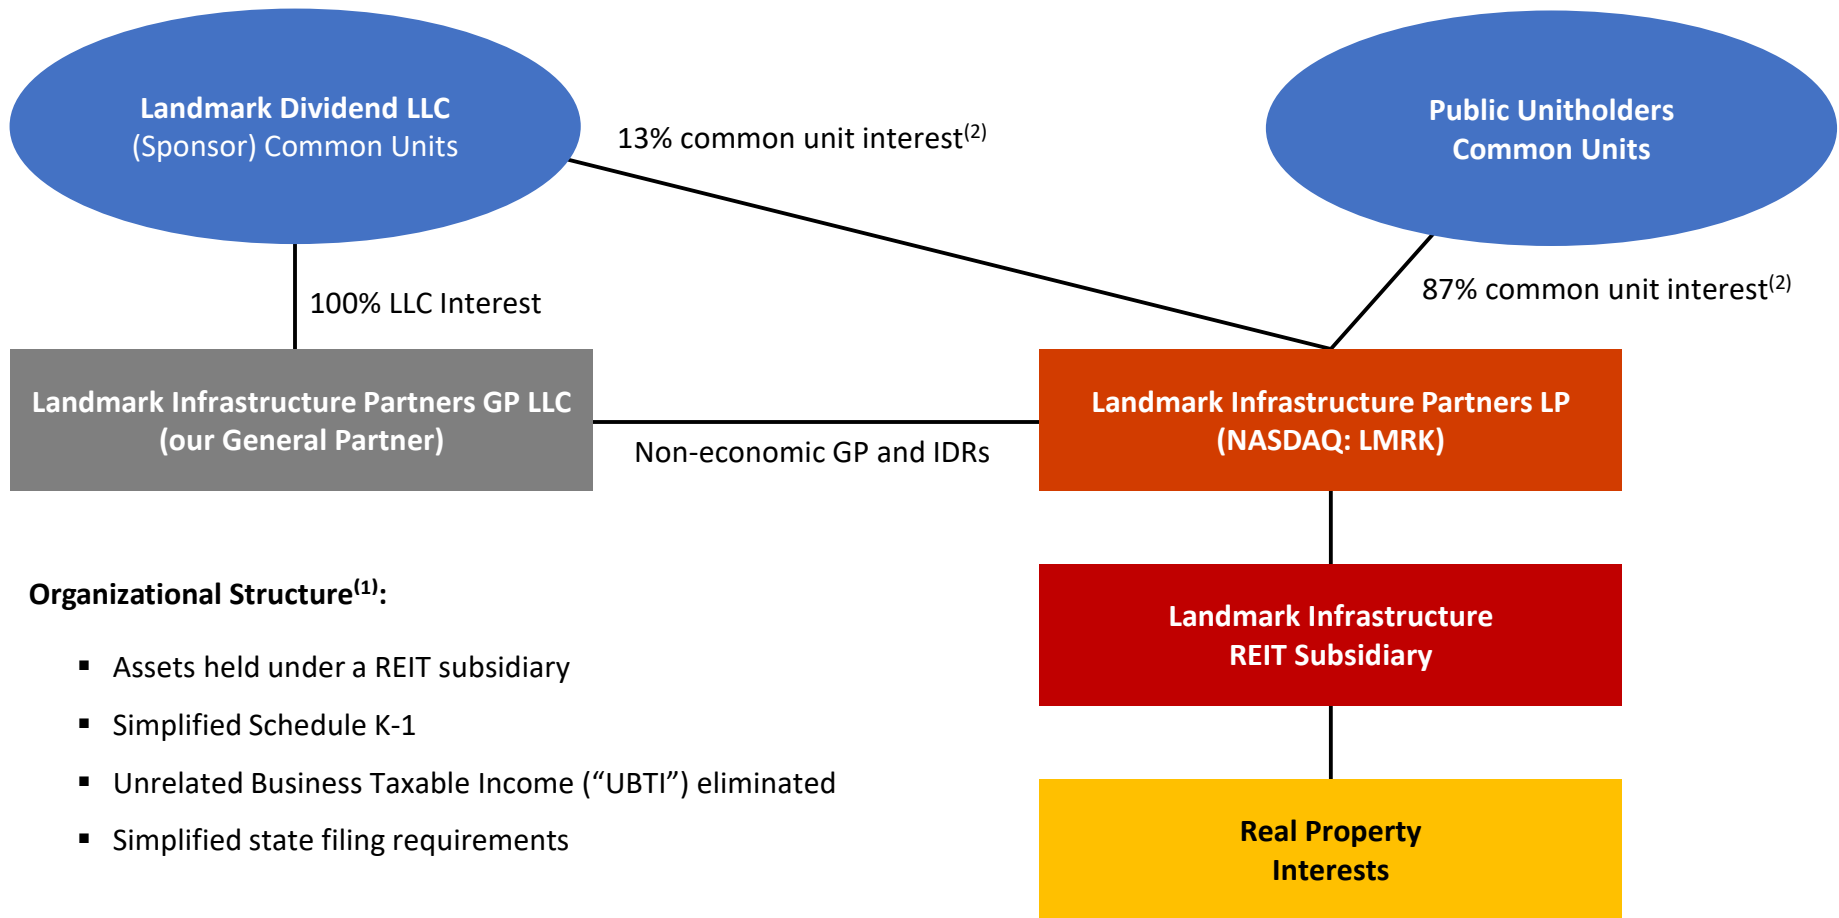 Landmark Dividend LLC
(Sponsor) Common Units
13% common unit interest(2)
Public Unitholders
Common Units
100% LLC Interest
87% common unit interest(2)
Landmark Infrastructure Partners GP LLC
(our General Partner)
Non-economic GP and IDRs
Landmark Infrastructure Partners LP
(NASDAQ: LMRK)
Organizational Structure(1):
▪ Assets held under a REIT subsidiary
▪ Simplified Schedule K-1
▪ Unrelated Business Taxable Income (“UBTI”) eliminated
▪ Simplified state filing requirements
Landmark Infrastructure
REIT Subsidiary
Real Property
Interests